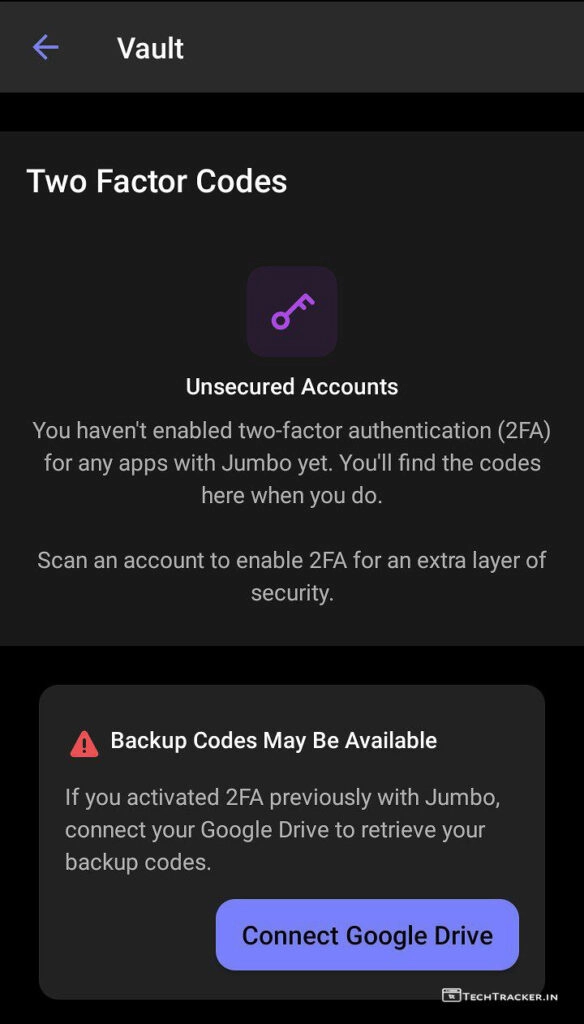 Vault
Two Factor Codes
Unsecured Accounts
You haven't enabled two-factor authentication (2FA)
for any apps with Jumbo yet. You'll find the codes
here when you do.
Scan an account to enable 2FA for an extra layer of
security.
Backup Codes May Be Available
If you activated 2FA previously with Jumbo,
connect your Google Drive to retrieve your
backup codes.
Connect Google Drive
TECHTRACKER.IN